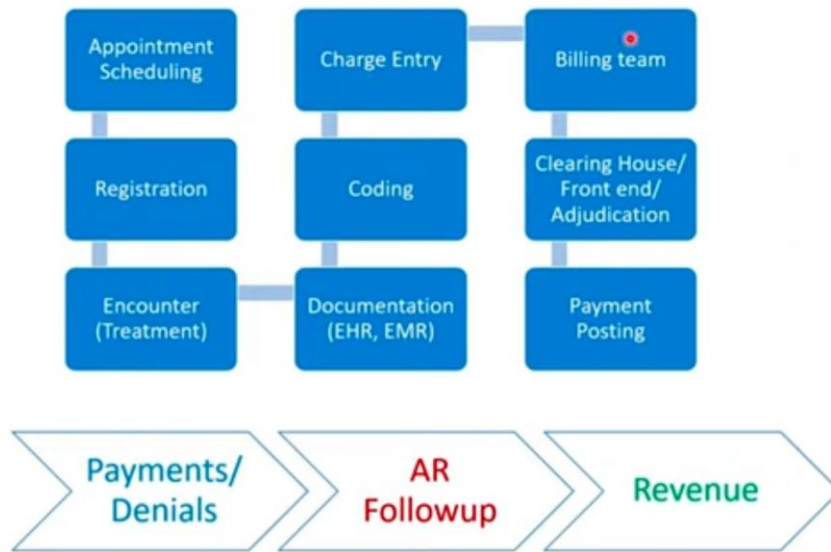 Appointment
Scheduling
Registration
Encounter
(Treatment)
Documentation
(EHR, EMR)
Coding
Charge Entry
Billing team
Clearing House/
Front end/
Adjudication
Payment
Posting
Payments/
Denials
AR
Followup
Revenue